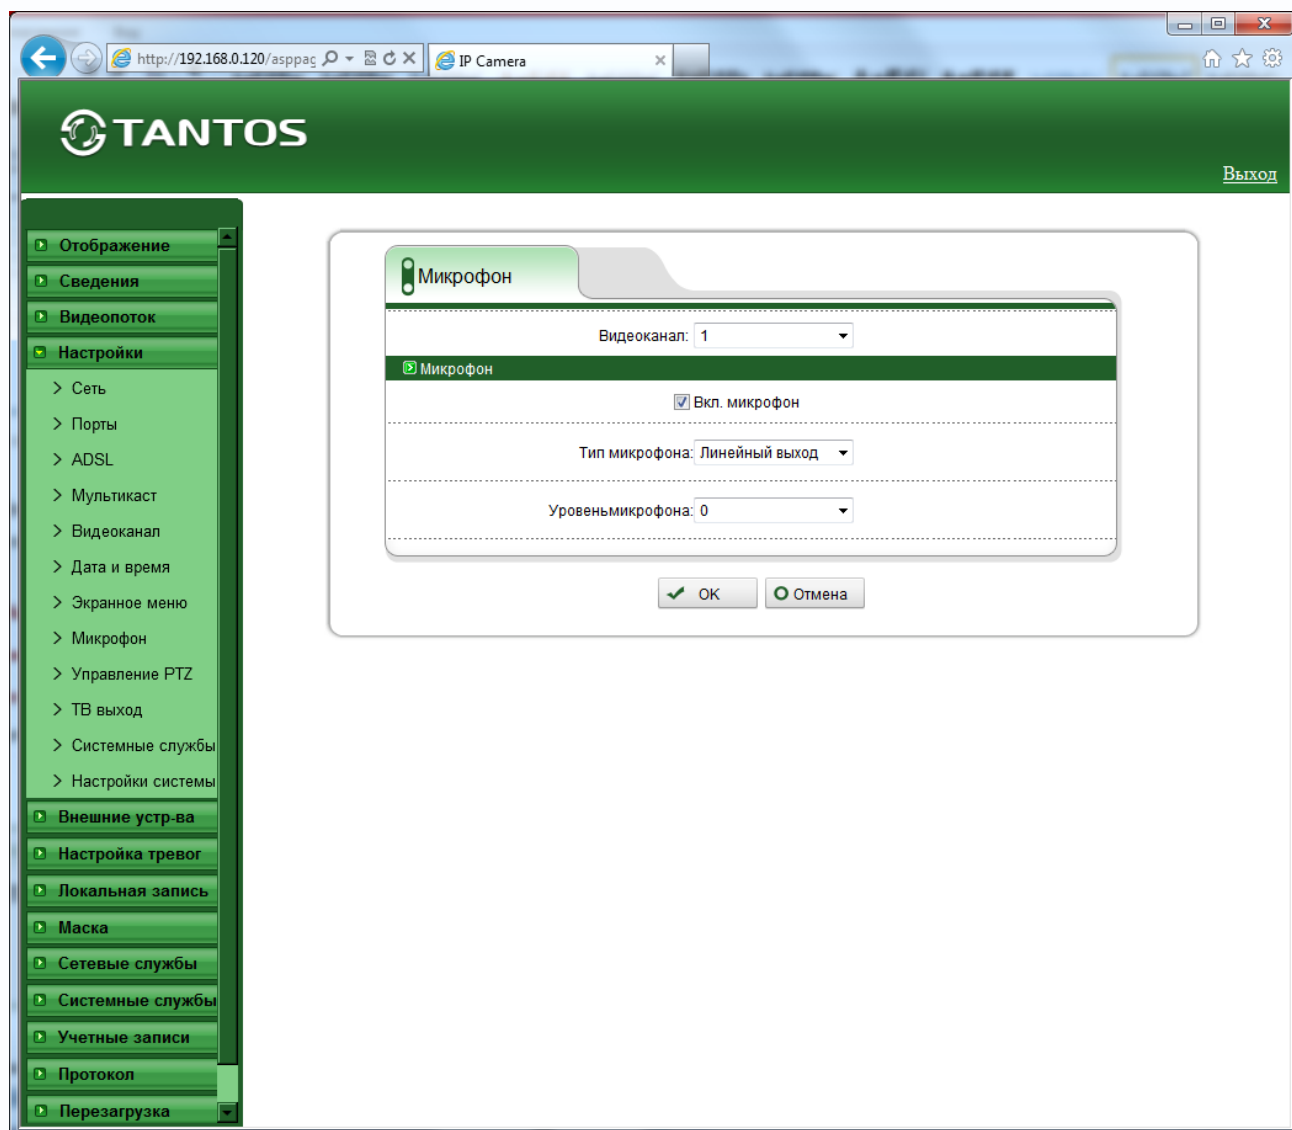 http://192.168.0.120/asppag
IP Camera
TANTOS
Выход
Отображение
Сведения
Видеопоток
Настройки
Сеть
Порты
ADSL
Мультикаст
Видеоканал
Дата и время
Экранное меню
Микрофон
Управление PTZ
ТВ выход
Системные службы
Настройки системы
Внешние устр-ва
Настройка тревог
Локальная запись
Маска
Сетевые службы
Системные службы
Учетные записи
Протокол
Перезагрузка
Микрофон
Видеоканал: 1
Микрофон
Вкл. микрофон
Тип микрофона: Линейный выход
Уровеньмикрофона: 0
OK
Отмена